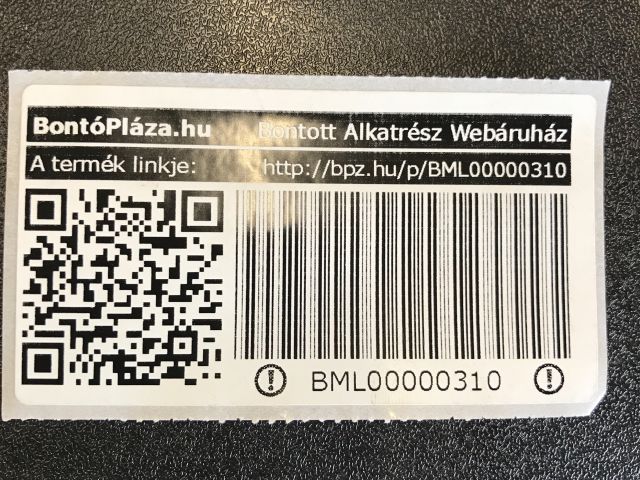 BontóPláza.hu Bontott Alkatrész Webáruház
A termék linkje: http://bpz.hu/p/BML00000310
BML00000310